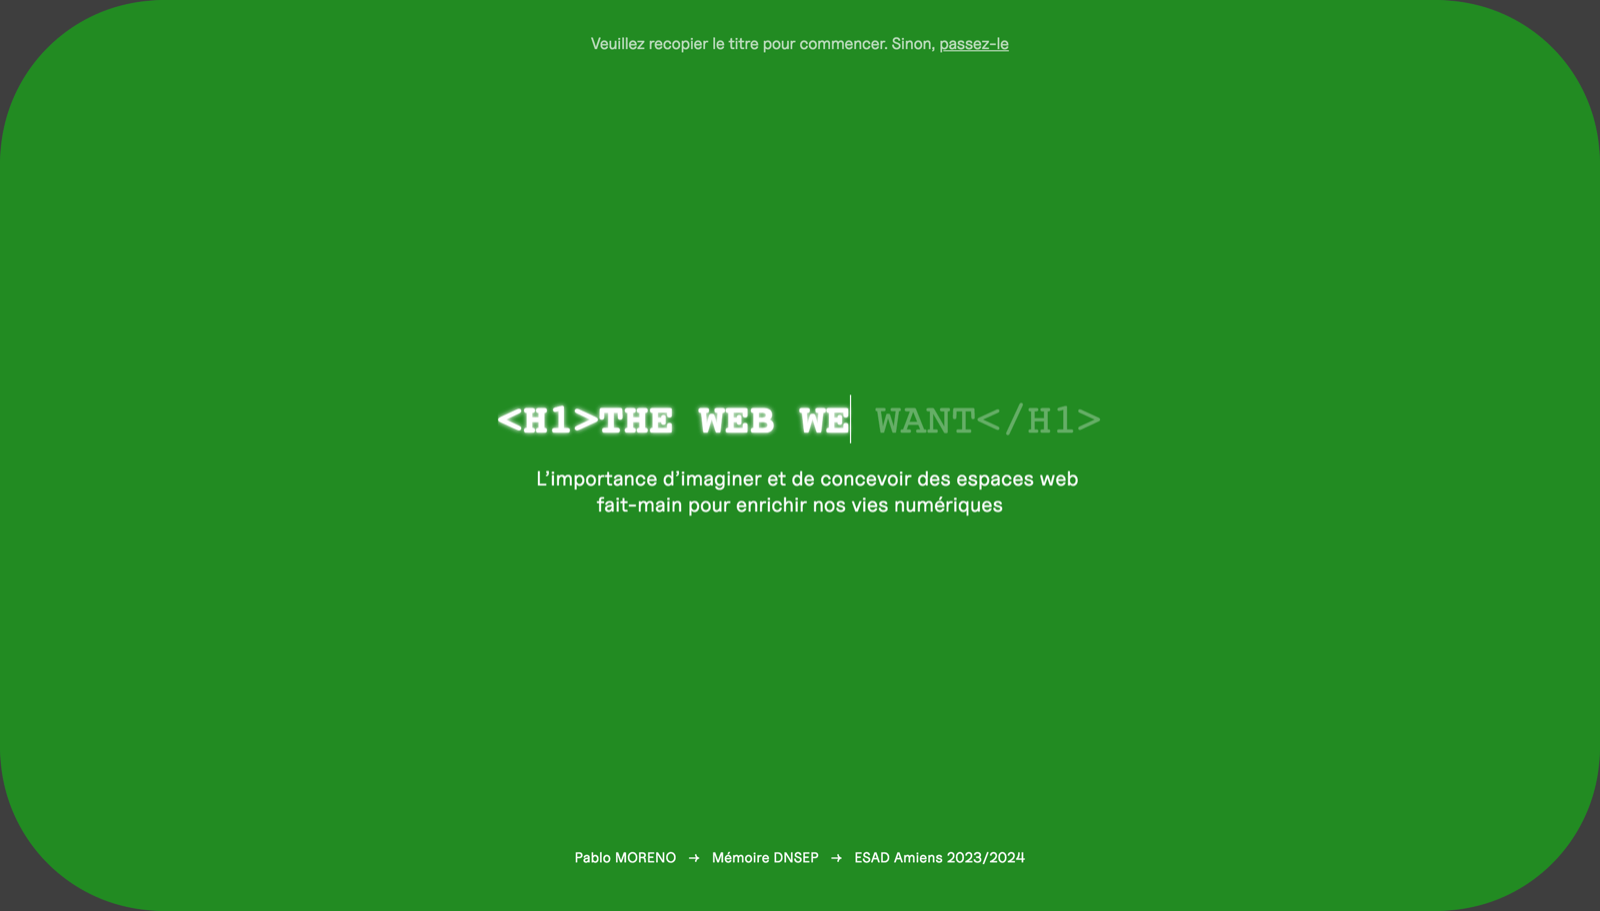 Veuillez recopier le titre pour commencer. Sinon, passez-le
<H1>THE WEB WE WANT</H1>
L’importance d’imaginer et de concevoir des espaces web
fait-main pour enrichir nos vies numériques
Pablo MORENO → Mémoire DNSEP → ESAD Amiens 2023/2024